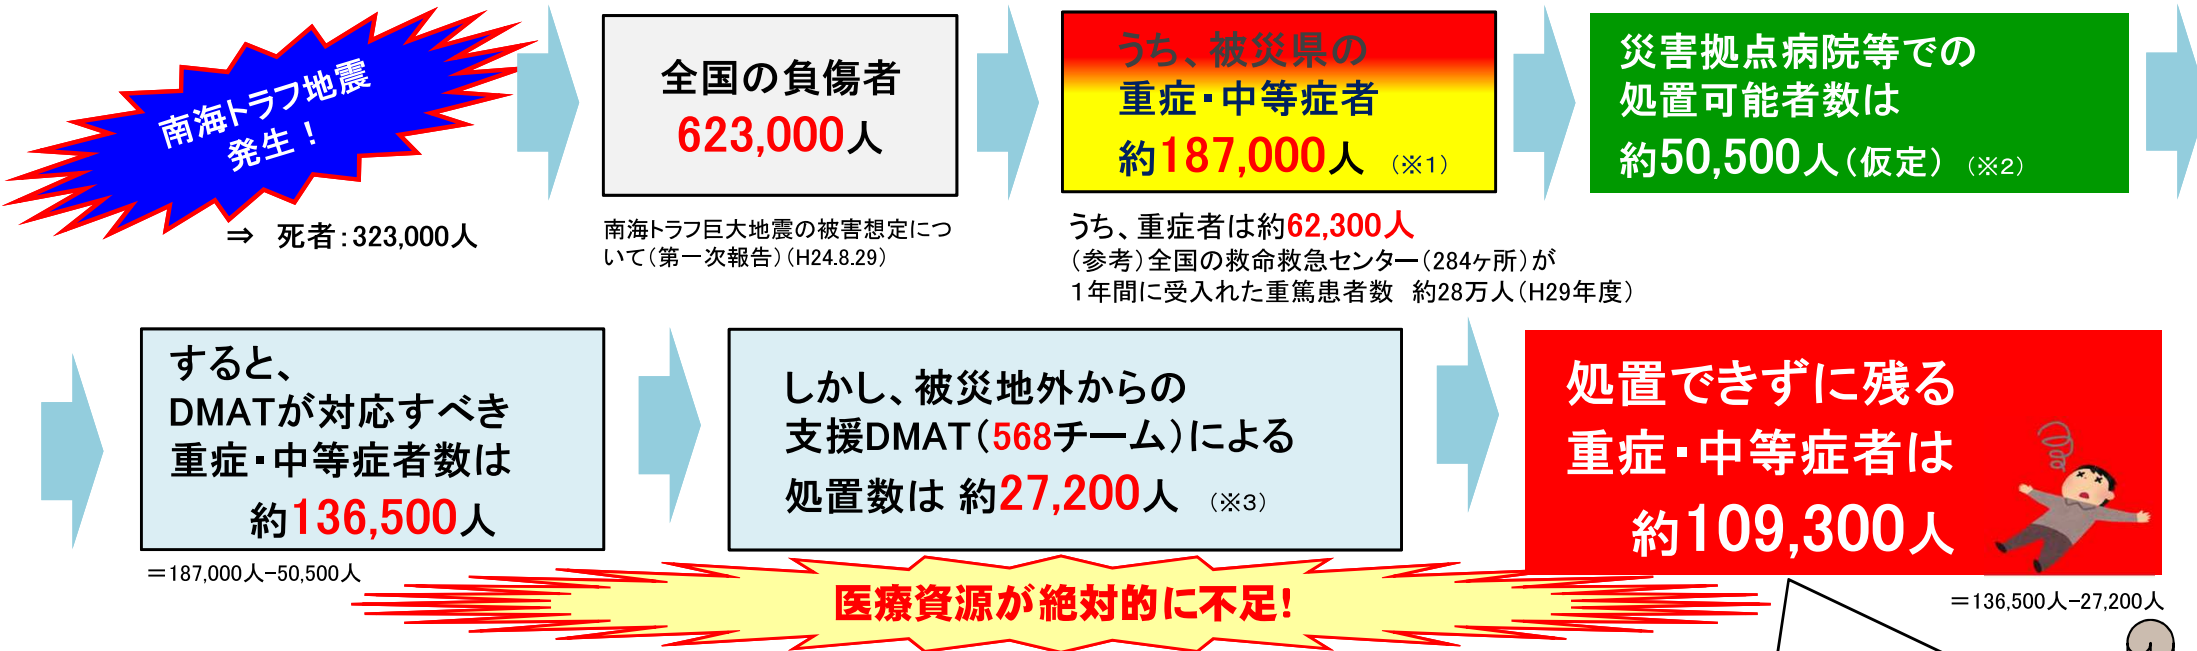 南海トラフ地震
発生！
⇒ 死者：323,000人
全国の負傷者
623,000人
南海トラフ巨大地震の被害想定につ
いて（第一次報告）（H24.8.29）
うち、被災県の
重症・中等症者
約187,000人 （※1）
うち、重症者は約62,300人
（参考）全国の救命救急センター（284ヶ所）が
1年間に受入れた重篤患者数 約28万人（H29年度）
災害拠点病院等での
処置可能者数は
約50,500人（仮定） （※2）
すると、
DMATが対応すべき
重症・中等症者数は
約136,500人
＝187,000人−50,500人
しかし、被災地外からの
支援DMAT（568チーム）による
処置数は 約27,200人 （※3）
処置できずに残る
重症・中等症者は
約109,300人
＝136,500人−27,200人
医療資源が絶対的に不足！